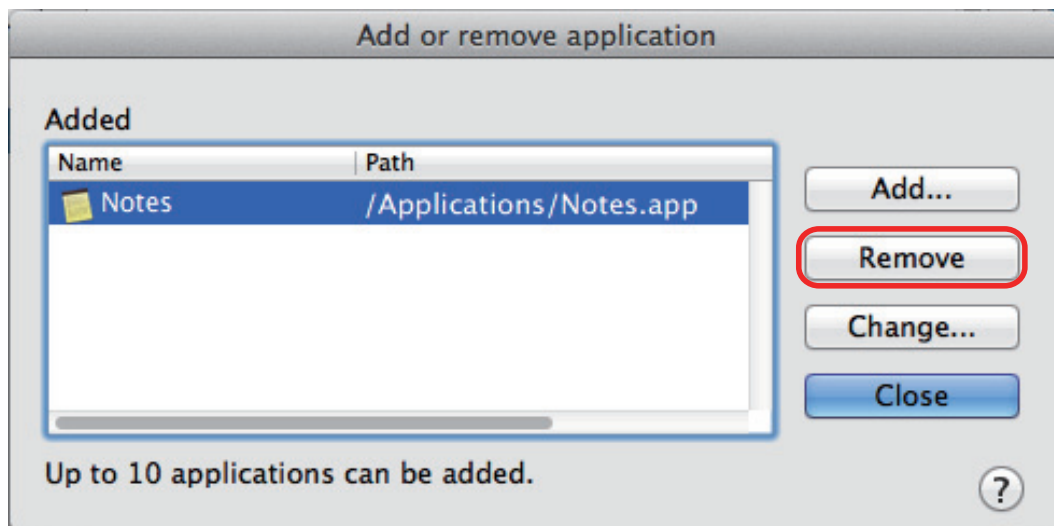 Add or remove application
Added
Name Path
Notes /Applications/Notes.app
Add...
Remove
Change...
Close
Up to 10 applications can be added.
?